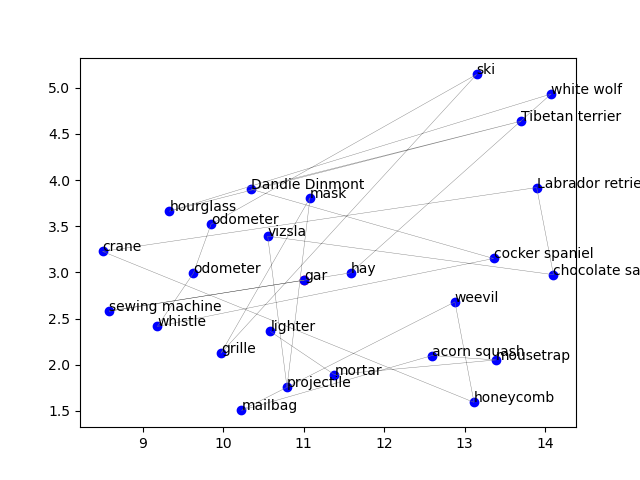 ski
5.0
white wolf
Tibetan terrier
4.5
4.0
Dandie Dinmont
Labrador retrie
mask
hourglass
3.5
odometer
vizsla
crane
cocker spaniel
3.0
odometer
gar
hay
chocolate sa
sewing machine
weevil
2.5
whistle
lighter
grille
acorn squash
mousetrap
2.0
mortar
projectile
honeycomb
1.5
mailbag
9
10
11
12
13
14